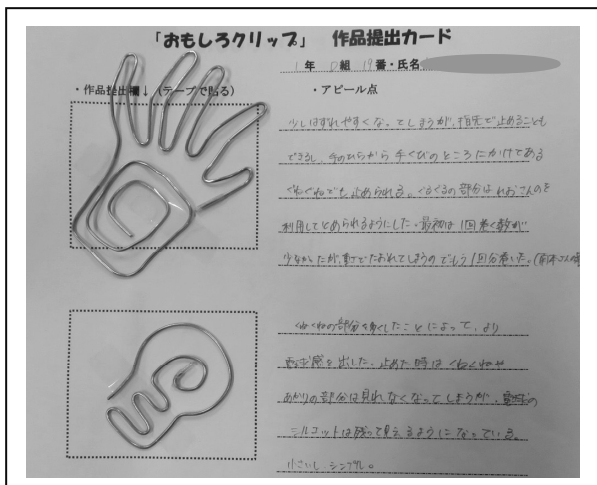 「おもしろクリップ」 作品提出カード
1年 D組 19番・氏名
・作品提出欄↓(テープで貼る)
・アピール点
少しはずれやすくなってしまうが、指先で止めることも
できるし、手のひらから手くびのところにかけてある
くねくねでも止められる。ぐるぐるの部分は
利用してとめられるようにした。最初は1回巻く数が
少なかったが、重さでたおれてしまうのでもう1回分巻いた。
くねくねの部分を多くしたことによって、より
電球感を出した。止めた時はくねくねや
あかりの部分は見れなくなってしまうが、電球の
シルエットは残って見えるようになっている。
小さいし、シンプル。